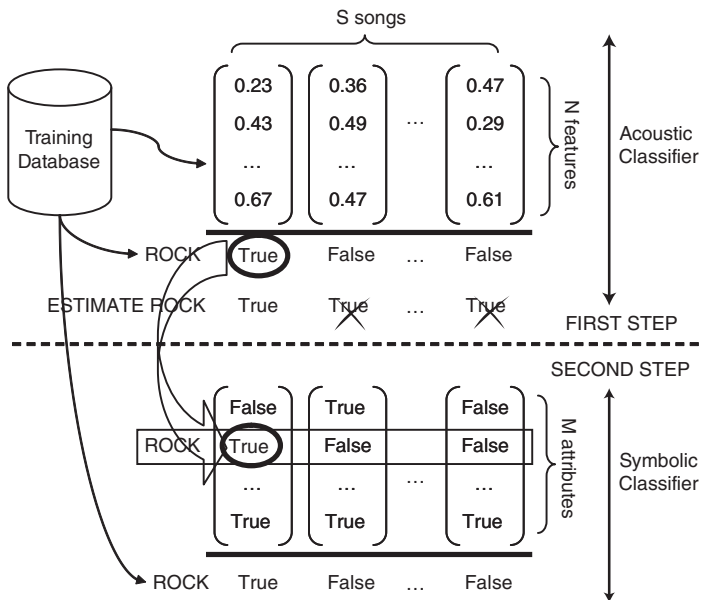 S songs
0.23 0.36 0.47
0.43 0.49 ... 0.29
... ... ...
0.67 0.47 0.61
N features
Training
Database
Acoustic
Classifier
ROCK True False ... False
ESTIMATE ROCK True True ... True
FIRST STEP
SECOND STEP
False True False
ROCK True False False
... ... ... ...
True True True
M attributes
Symbolic
Classifier
ROCK True False ... False